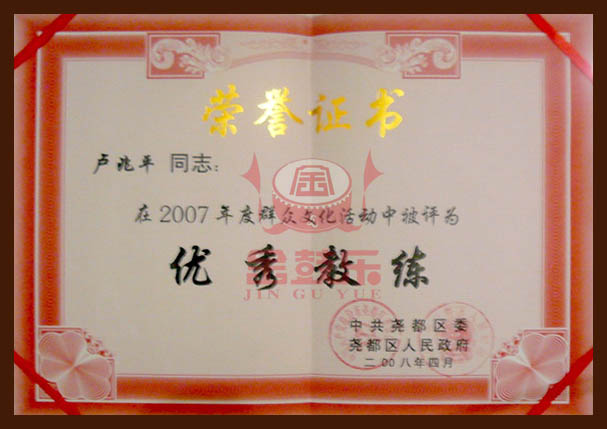 荣誉证书
卢兆平 同志：
在2007年度群众文化活动中被评为
优秀教练
金鼓乐
JIN GU YUE
中共尧都区委
尧都区人民政府
二00八年四月